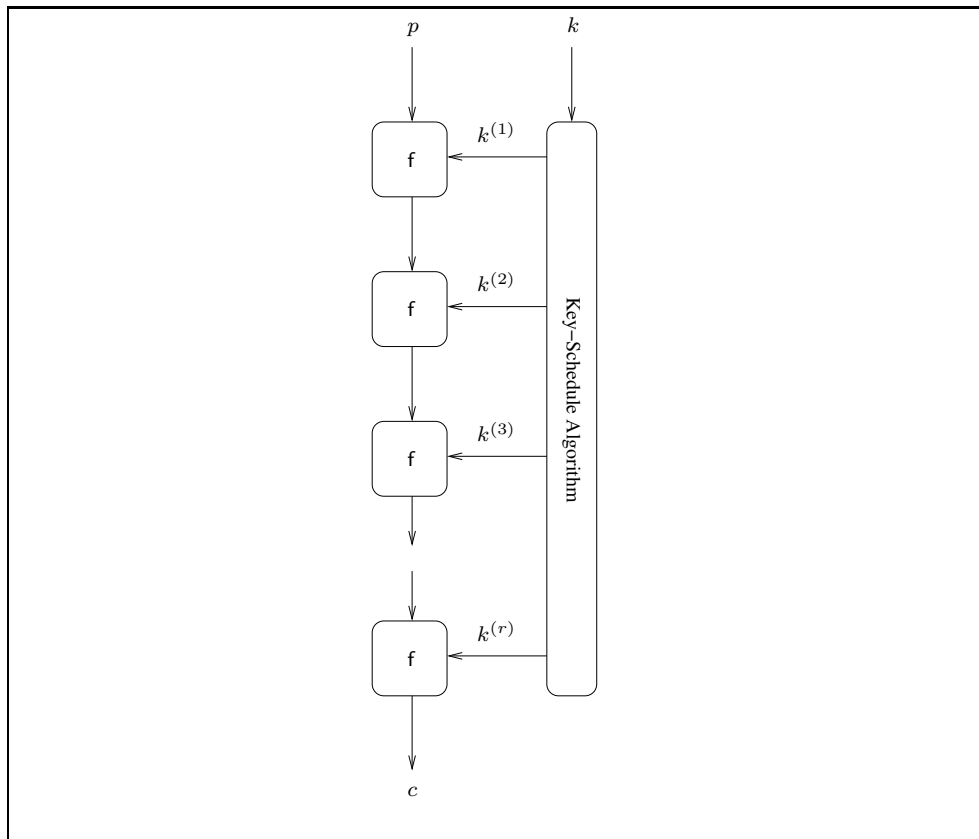 p
k
f
k^{(1)}
f
k^{(2)}
f
k^{(3)}
Key–Schedule Algorithm
f
k^{(r)}
c